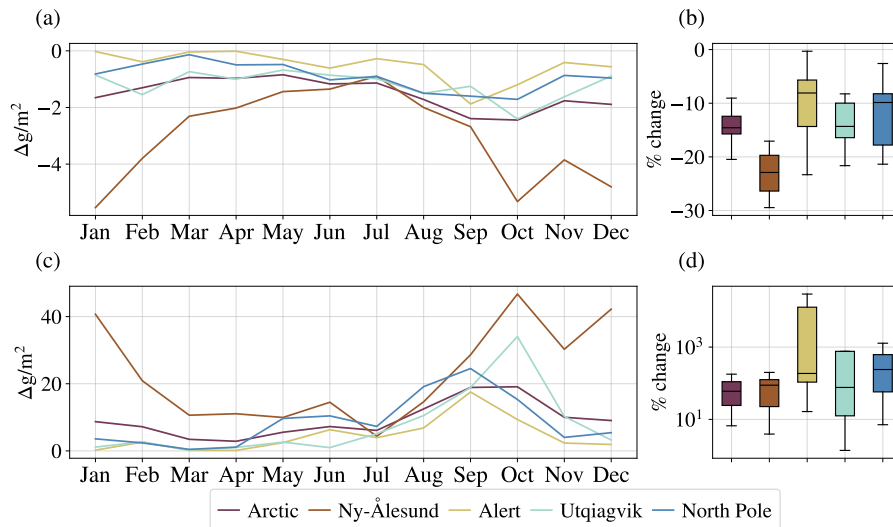 (a)
(b)
Δg/m²
0
−2
−4
Jan Feb Mar Apr May Jun Jul Aug Sep Oct Nov Dec
% change
0
−10
−20
−30
(c)
(d)
Δg/m²
40
20
0
Jan Feb Mar Apr May Jun Jul Aug Sep Oct Nov Dec
% change
10³
10¹
Arctic Ny-Ålesund Alert Utqiagvik North Pole